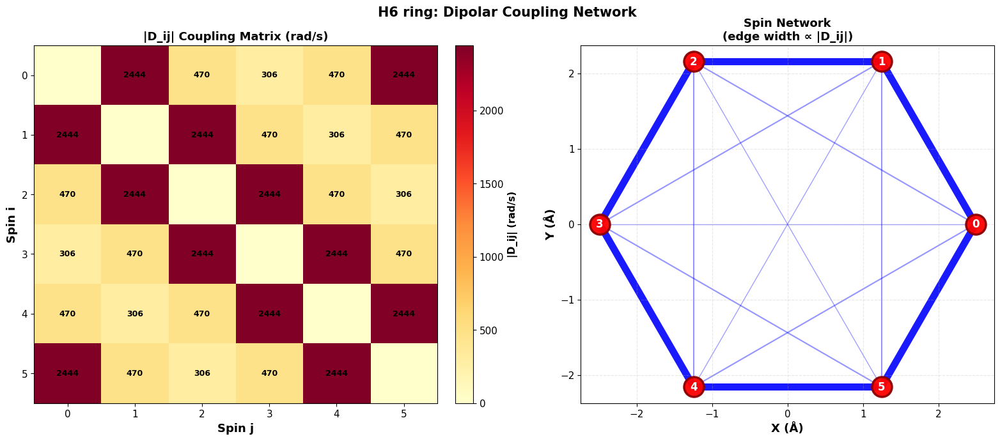 H6 ring: Dipolar Coupling Network
|D_ij| Coupling Matrix (rad/s)
0 2444 470 306 470 2444
1 2444 2444 470 306 470
2 470 2444 2444 470 306
3 306 470 2444 2444 470
4 470 306 470 2444 2444
5 2444 470 306 470 2444
0 1 2 3 4 5
Spin i
Spin j
2000
1500
1000
500
0
|D_ij| (rad/s)
Spin Network
(edge width ∝ |D_ij|)
2 1
3 0
4 5
2
1
0
−1
−2
Y (Å)
−2 −1 0 1 2
X (Å)